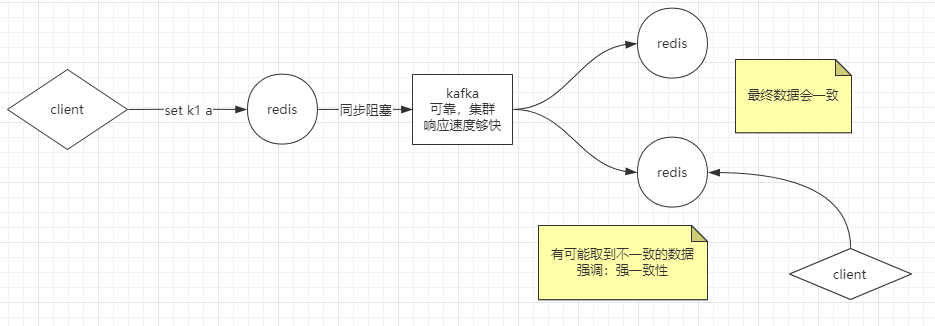 client
set k1 a
redis
同步阻塞
kafka
可靠，集群
响应速度够快
redis
最终数据会一致
redis
有可能取到不一致的数据
强调：强一致性
client